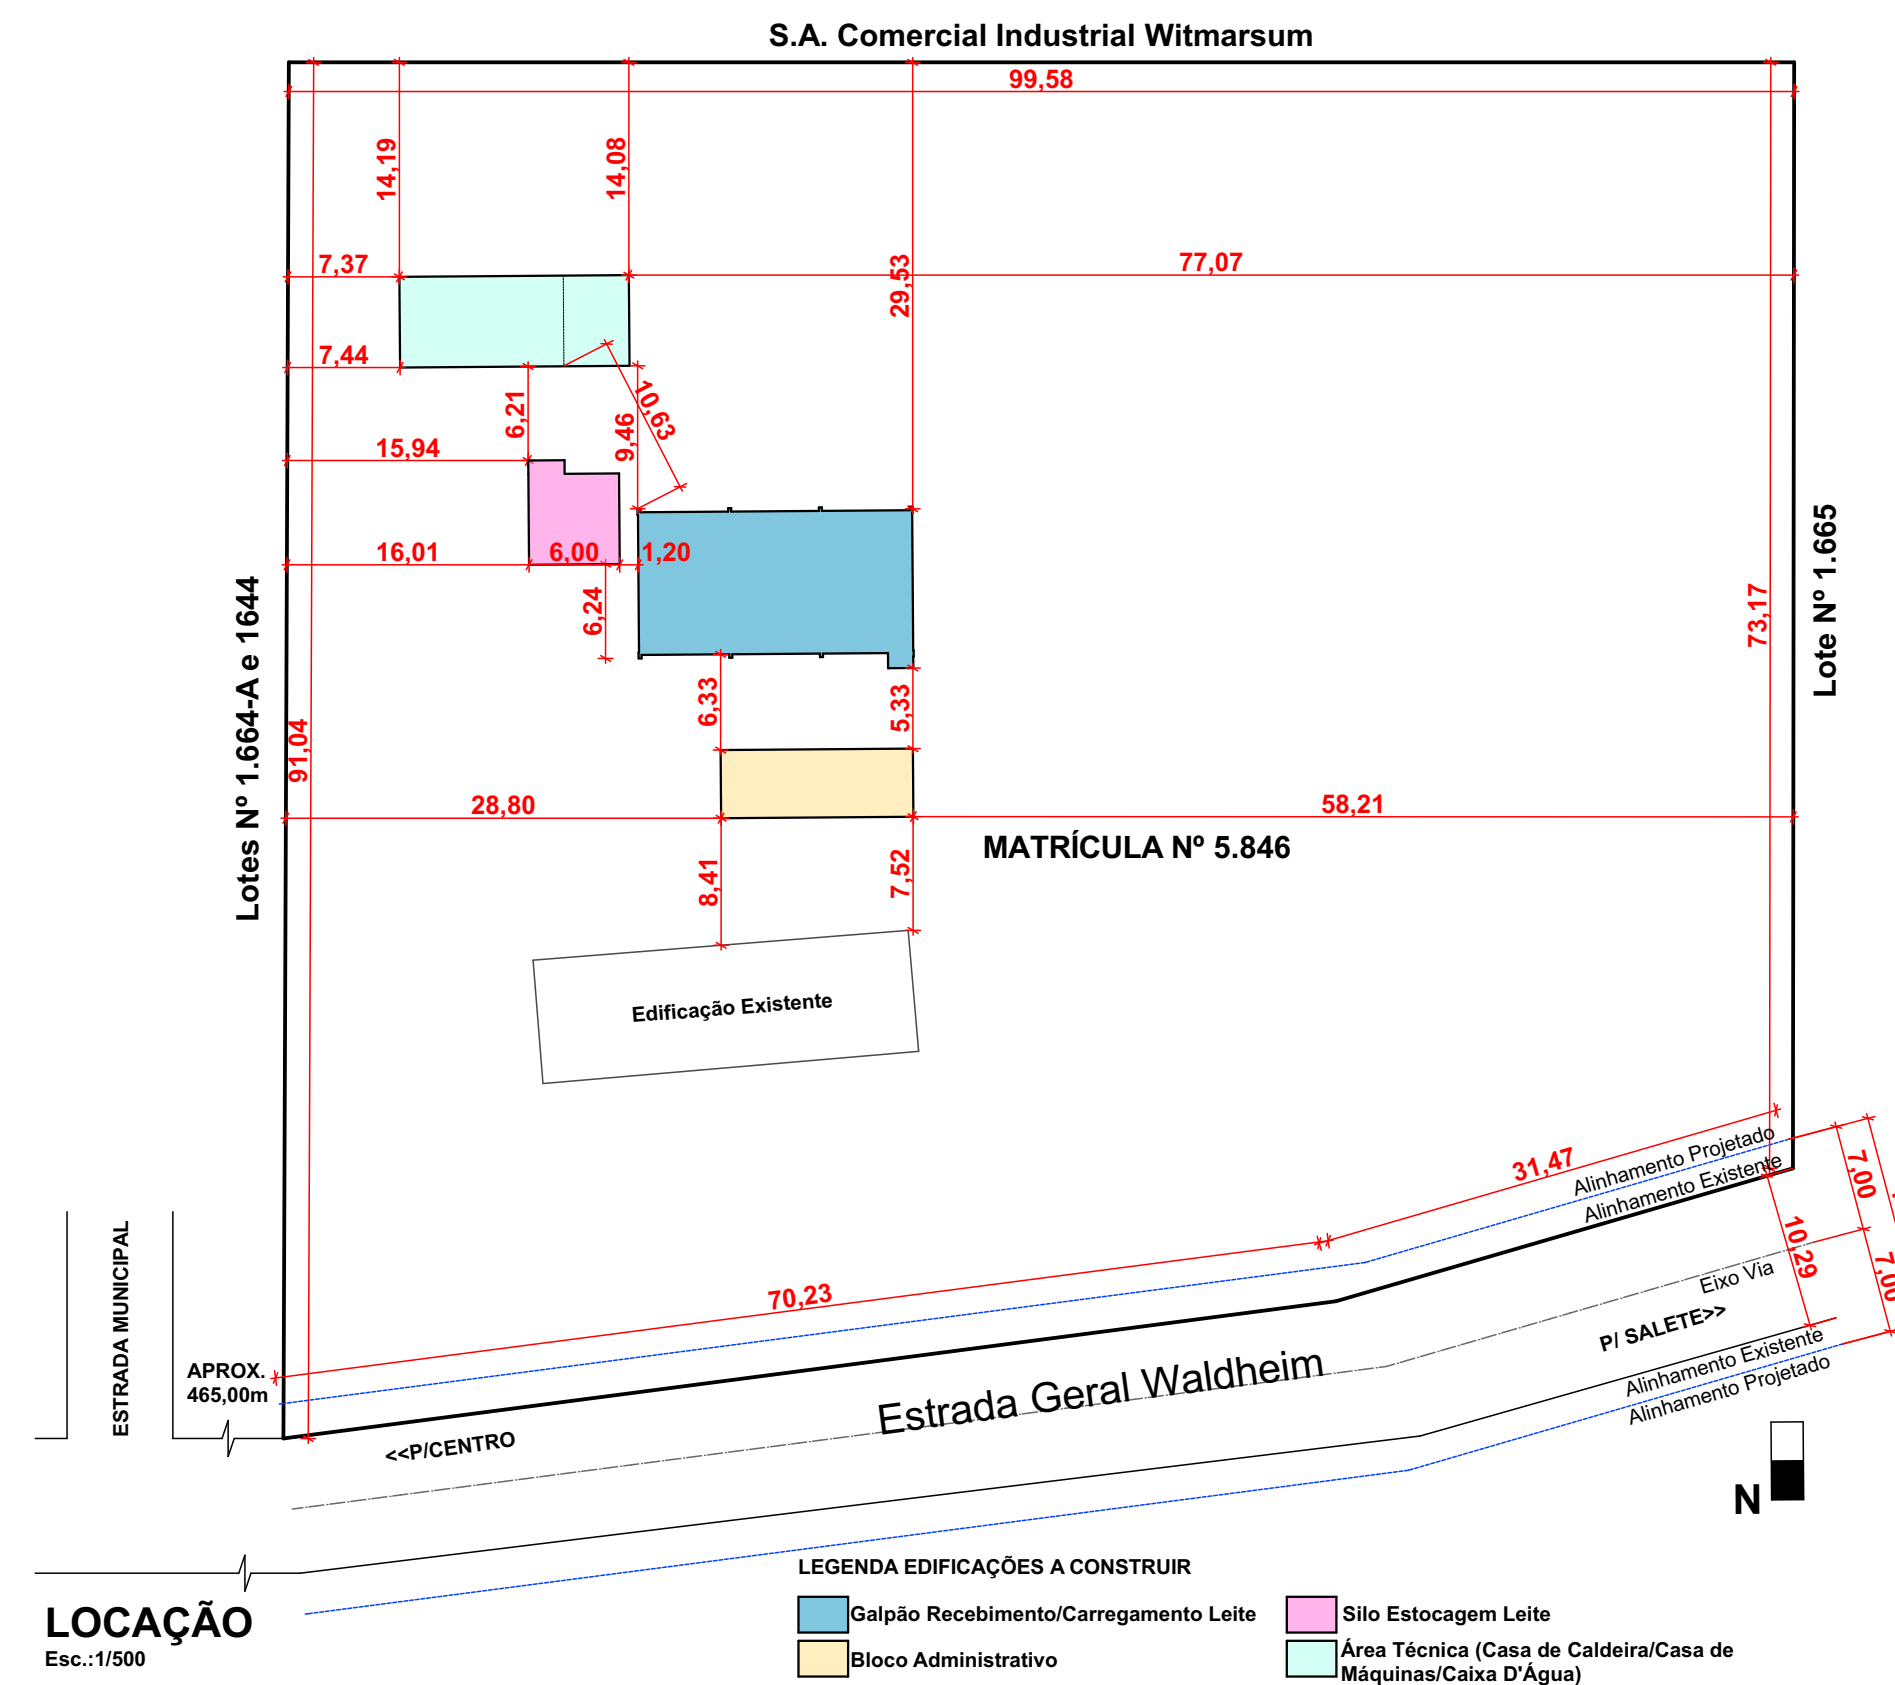 S.A. Comercial Industrial Witmarsum
99,58
14,19
14,08
29,53
7,37
77,07
7,44
6,21
9,46
10,63
15,94
16,01
6,00
1,20
6,24
73,17
Lote Nº 1.665
Lotes Nº 1.664-A e 1644
91,04
6,33
5,33
28,80
58,21
MATRÍCULA Nº 5.846
8,41
7,52
Edificação Existente
31,47
Alinhamento Projetado
Alinhamento Existente
7,00
10,29
7,00
70,23
Eixo Via
P/ SALETE>>
ESTRADA MUNICIPAL
APROX.
465,00m
Estrada Geral Waldheim
Alinhamento Existente
Alinhamento Projetado
<<P/CENTRO
N
LEGENDA EDIFICAÇÕES A CONSTRUIR
Galpão Recebimento/Carregamento Leite
Silo Estocagem Leite
Bloco Administrativo
Área Técnica (Casa de Caldeira/Casa de
Máquinas/Caixa D'Água)
LOCAÇÃO
Esc.:1/500